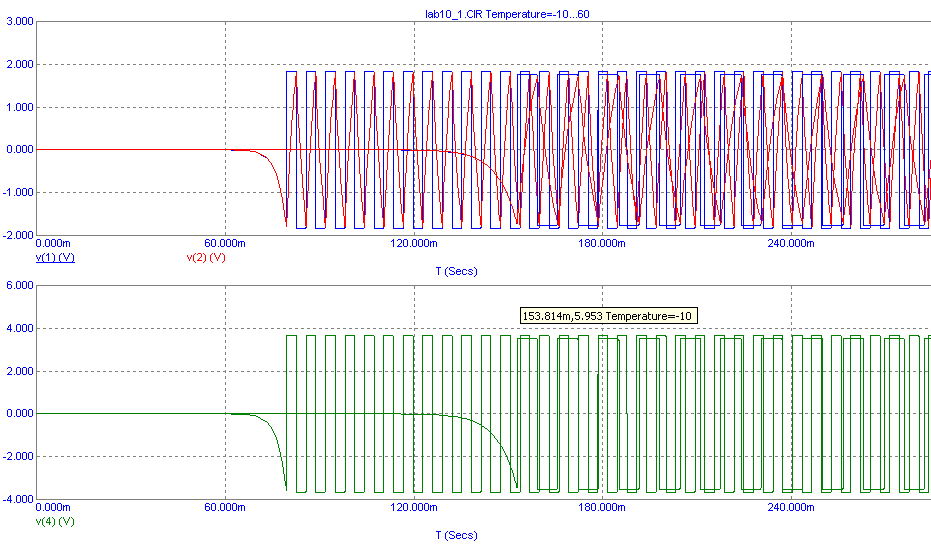 lab10_1.CIR Temperature=-10...60
3.000
2.000
1.000
0.000
-1.000
-2.000
0.000m 60.000m 120.000m 180.000m 240.000m
v(1) (V) v(2) (V)
T (Secs)
6.000
4.000
2.000
0.000
-2.000
-4.000
153.814m,5.953 Temperature=-10
0.000m 60.000m 120.000m 180.000m 240.000m
v(4) (V)
T (Secs)